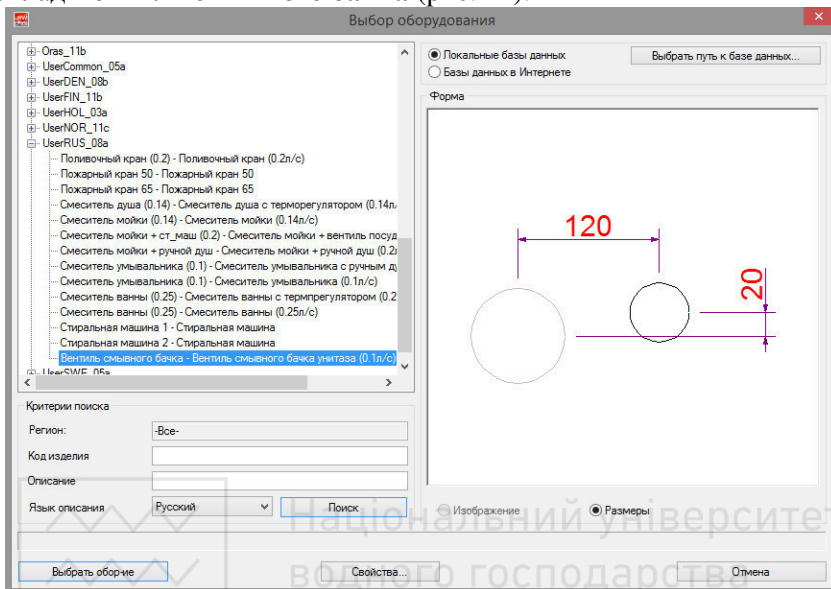 Выбор оборудования
Oras_11b
UserCommon_05a
UserDEN_08b
UserFIN_11b
UserHOL_03a
UserNOR_11c
UserRUS_08a
Поливочный кран (0.2) - Поливочный кран (0.2л/с)
Пожарный кран 50 - Пожарный кран 50
Пожарный кран 65 - Пожарный кран 65
Смеситель душа (0.14) - Смеситель душа с терморегулятором (0.14л
Смеситель мойки (0.14) - Смеситель мойки (0.14л/с)
Смеситель мойки + ст_маш (0.2) - Смеситель мойки + вентиль посуд
Смеситель мойки + ручной душ - Смеситель мойки + ручной душ (0.2
Смеситель умывальника (0.1) - Смеситель умывальника с ручным д
Смеситель умывальника (0.1) - Смеситель умывальника (0.1л/с)
Смеситель ванны (0.25) - Смеситель ванны с термпрегулятором (0.2
Смеситель ванны (0.25) - Смеситель ванны (0.25л/с)
Стиральная машина 1 - Стиральная машина
Стиральная машина 2 - Стиральная машина
Вентиль смывного бачка - Вентиль смывного бачка унитаза (0.1л/с)
UserSWE_05a
Критерии поиска
Регион: -Все-
Код изделия
Описание
Язык описания Русский Поиск
Локальные базы данных Выбрать путь к базе данных...
Базы данных в Интернете
Форма
120
20
Изображение Размеры
Національний університет
водного господарства
Выбрать обор-ие Свойства... Отмена